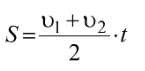 S = (υ₁ + υ₂)/2 · t